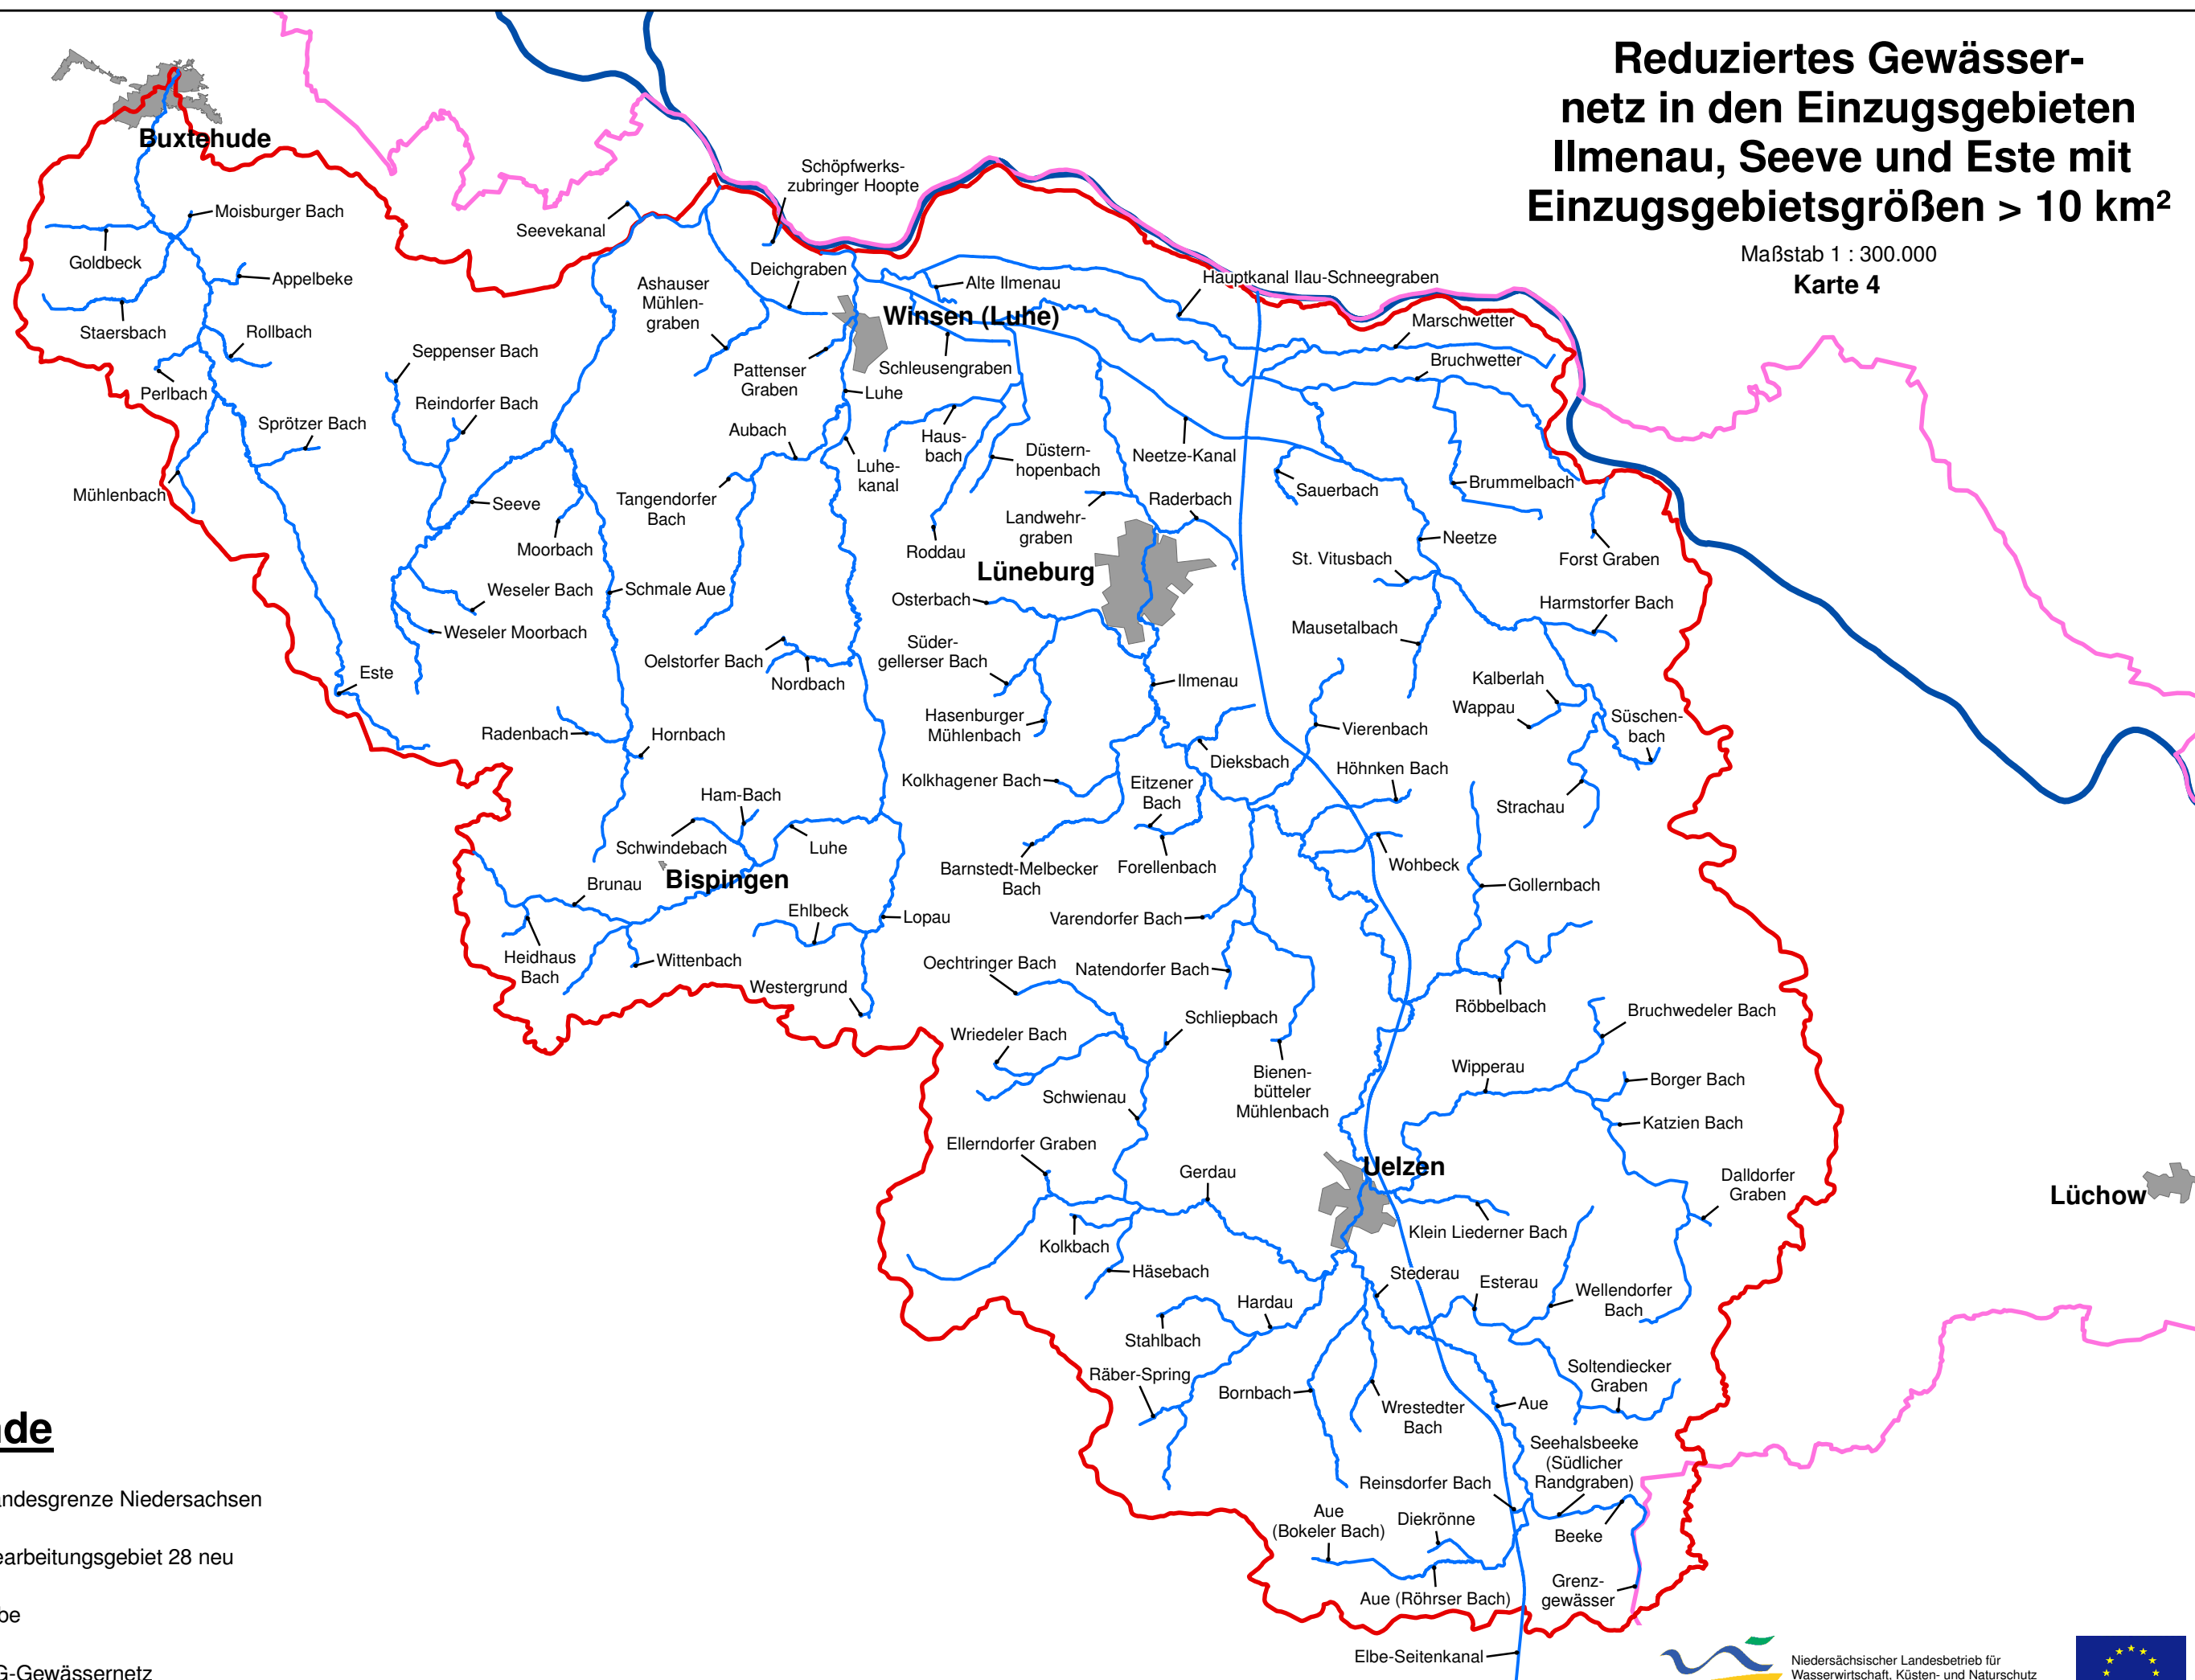 Reduziertes Gewässer-
netz in den Einzugsgebieten
Ilmenau, Seeve und Este mit
Einzugsgebietsgrößen > 10 km²
Maßstab 1 : 300.000
Karte 4
Buxtehude
Schöpfwerks-
zubringer Hoopte
Moisburger Bach
Seevekanal
Goldbeck
Appelbeke
Deichgraben
Ashauser
Mühlen-
graben
Alte Ilmenau
Hauptkanal Ilau-Schneegraben
Winsen (Luhe)
Marschwetter
Staersbach
Rollbach
Seppenser Bach
Bruchwetter
Schleusengraben
Pattenser
Graben
Perlbach
Luhe
Reindorfer Bach
Sprötzer Bach
Aubach
Haus-
bach
Düstern-
hopenbach
Neetze-Kanal
Luhe-
kanal
Mühlenbach
Seeve
Tangendorfer
Bach
Sauerbach
Brummelbach
Raderbach
Landwehr-
graben
Moorbach
Roddau
Neetze
St. Vitusbach
Forst Graben
Lüneburg
Weseler Bach
Schmale Aue
Osterbach
Harmstorfer Bach
Weseler Moorbach
Mausetalbach
Süder-
gellerser Bach
Oelstorfer Bach
Nordbach
Este
Ilmenau
Kalberlah
Wappau
Süschen-
bach
Hasenburger
Mühlenbach
Vierenbach
Radenbach
Hornbach
Dieksbach
Höhnken Bach
Kolkhagener Bach
Eitzener
Bach
Ham-Bach
Strachau
Schwindebach
Luhe
Barnstedt-Melbecker
Bach
Forellenbach
Wohbeck
Bispingen
Brunau
Gollernbach
Ehlbeck
Lopau
Varendorfer Bach
Heidhaus
Bach
Wittenbach
Oechtringer Bach
Natendorfer Bach
Westergrund
Röbbelbach
Bruchwedeler Bach
Schliepbach
Wriedeler Bach
Wipperau
Bienen-
bütteler
Mühlenbach
Borger Bach
Schwienau
Katzien Bach
Ellerndorfer Graben
Uelzen
Gerdau
Dalldorfer
Graben
Lüchow
Klein Liederner Bach
Kolkbach
Häsebach
Stederau
Esterau
Wellendorfer
Bach
Hardau
Stahlbach
Soltendiecker
Graben
Räber-Spring
Bornbach
Wrestedter
Bach
Aue
Seehalsbeeke
(Südlicher
Randgraben)
Reinsdorfer Bach
Aue
(Bokeler Bach)
Diekrönne
Beeke
Aue (Röhrser Bach)
Grenz-
gewässer
Elbe-Seitenkanal
nde
andesgrenze Niedersachsen
earbeitungsgebiet 28 neu
be
G-Gewässernetz
Niedersächsischer Landesbetrieb für
Wasserwirtschaft, Küsten- und Naturschutz